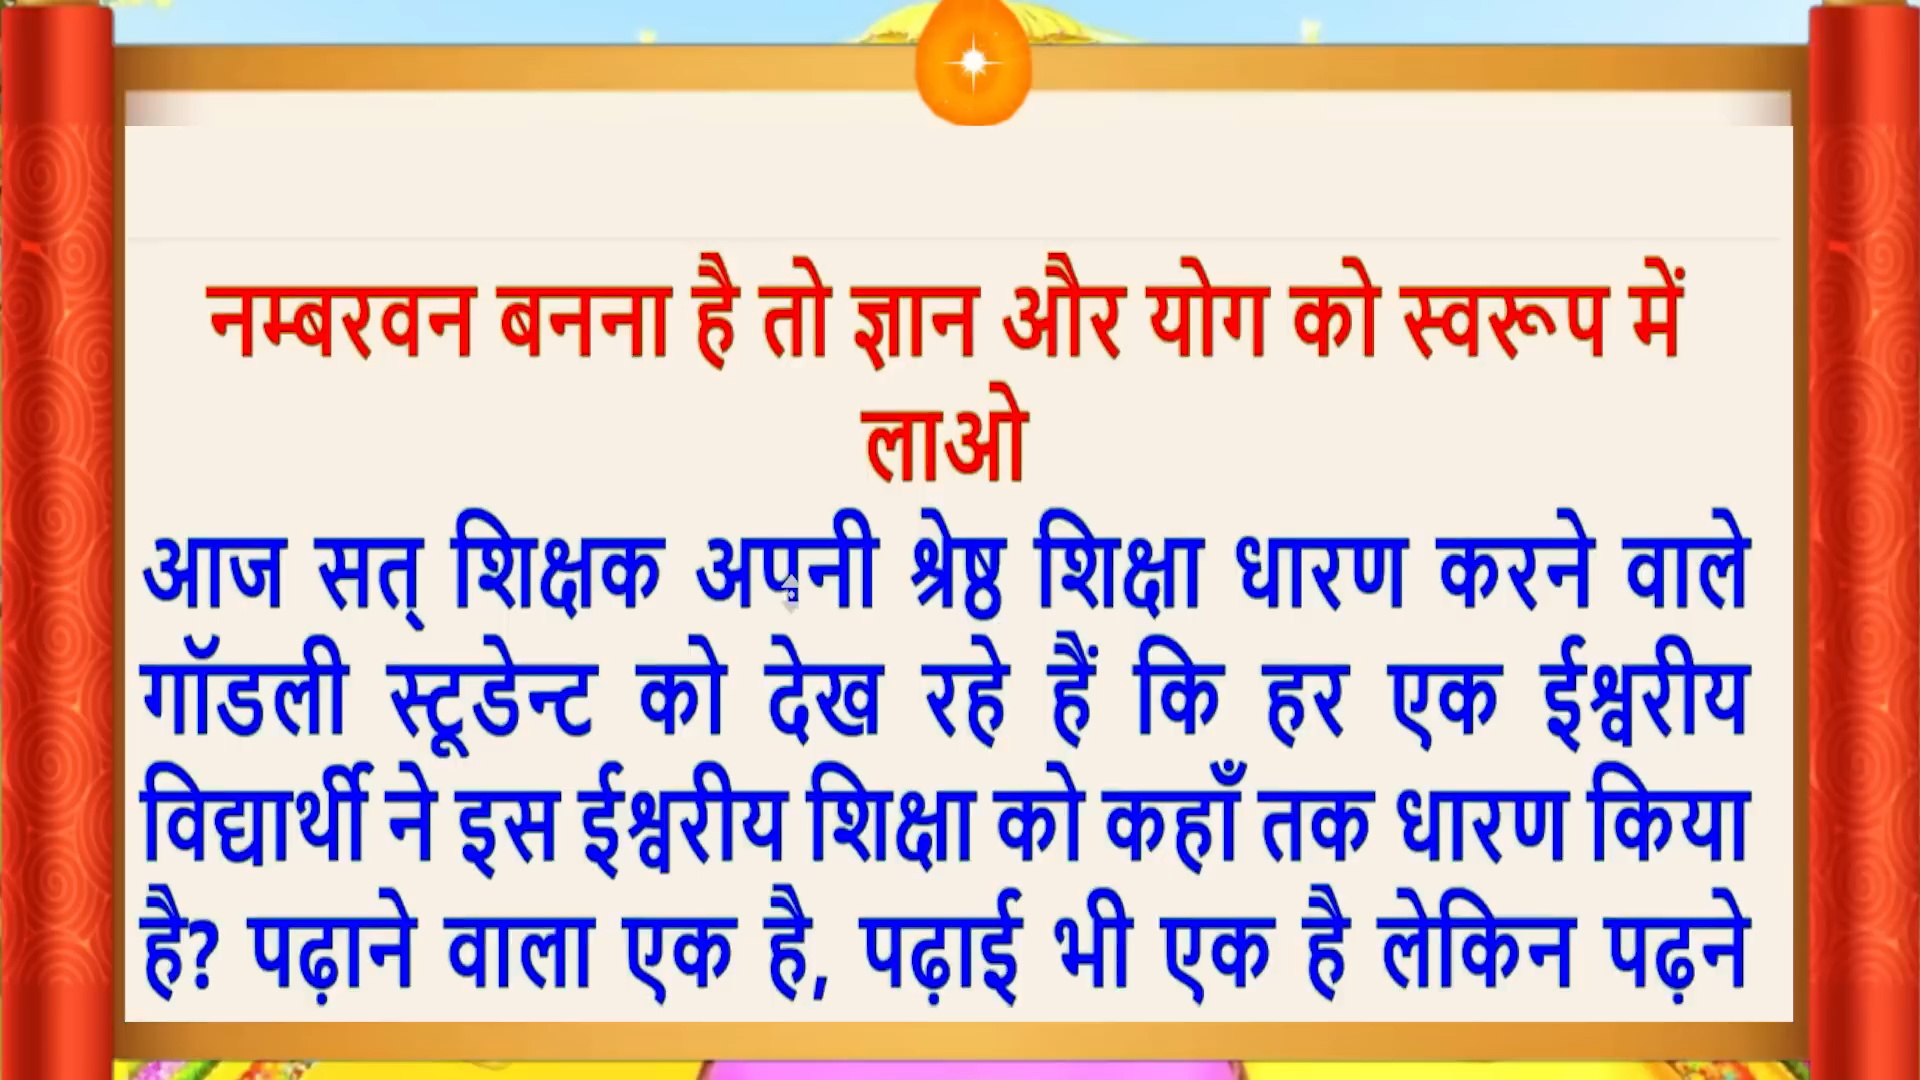 नम्बरवन बनना है तो ज्ञान और योग को स्वरूप में
लाओ
आज सत् शिक्षक अपनी श्रेष्ठ शिक्षा धारण करने वाले
गॉडली स्टूडेन्ट को देख रहे हैं कि हर एक ईश्वरीय
विद्यार्थी ने इस ईश्वरीय शिक्षा को कहाँ तक धारण किया
है? पढ़ाने वाला एक है, पढ़ाई भी एक है लेकिन पढ़ने